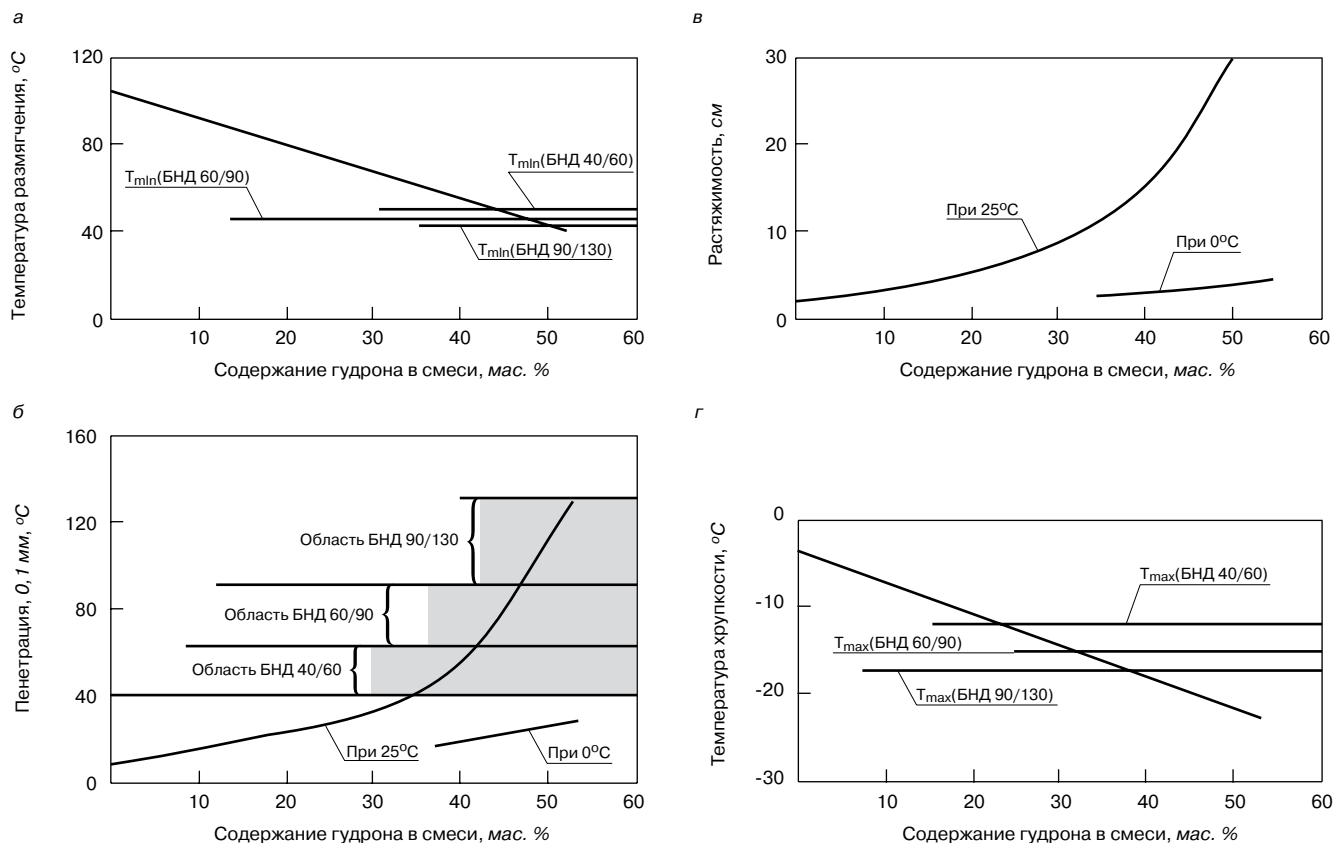 а
Температура размягчения, °С
120
80
40
0
Tmln(БНД 60/90)
Tmln(БНД 40/60)
Tmln(БНД 90/130)
10 20 30 40 50 60
Содержание гудрона в смеси, мас. %
в
Растяжимость, см
30
20
10
0
При 25°С
При 0°С
10 20 30 40 50 60
Содержание гудрона в смеси, мас. %
б
Пенетрация, 0,1 мм, °С
160
120
80
40
0
Область БНД 90/130
Область БНД 60/90
Область БНД 40/60
При 25°С
При 0°С
10 20 30 40 50 60
Содержание гудрона в смеси, мас. %
г
Температура хрупкости, °С
0
-10
-20
-30
Tmax(БНД 40/60)
Tmax(БНД 60/90)
Tmax(БНД 90/130)
10 20 30 40 50 60
Содержание гудрона в смеси, мас. %